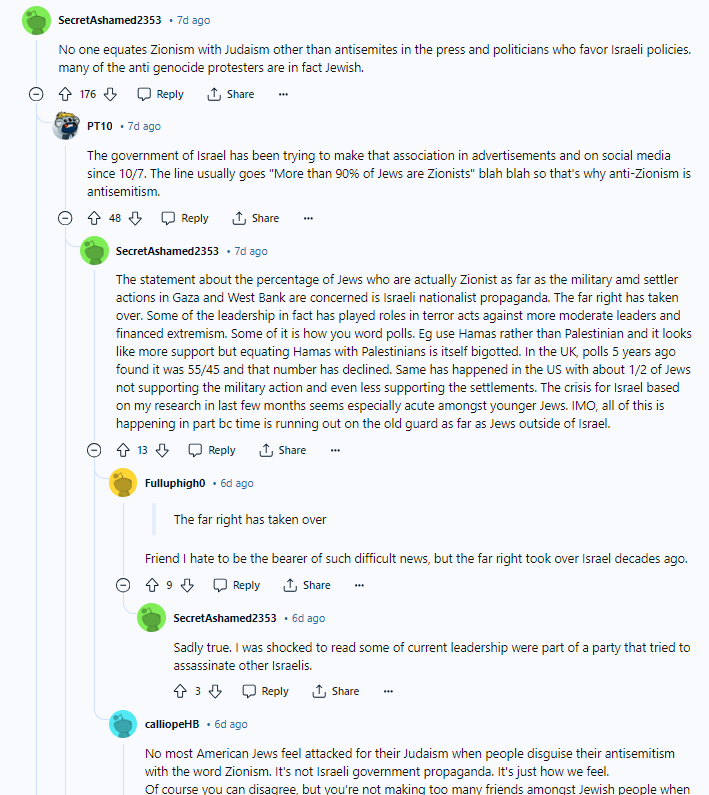 SecretAshamed2353 • 7d ago
No one equates Zionism with Judaism other than antisemites in the press and politicians who favor Israeli policies.
many of the anti genocide protesters are in fact Jewish.
176 Reply Share ...
PT10 • 7d ago
The government of Israel has been trying to make that association in advertisements and on social media
since 10/7. The line usually goes "More than 90% of Jews are Zionists" blah blah so that's why anti-Zionism is
antisemitism.
48 Reply Share ...
SecretAshamed2353 • 7d ago
The statement about the percentage of Jews who are actually Zionist as far as the military amd settler
actions in Gaza and West Bank are concerned is Israeli nationalist propaganda. The far right has taken
over. Some of the leadership in fact has played roles in terror acts against more moderate leaders and
financed extremism. Some of it is how you word polls. Eg use Hamas rather than Palestinian and it looks
like more support but equating Hamas with Palestinians is itself bigotted. In the UK, polls 5 years ago
found it was 55/45 and that number has declined. Same has happened in the US with about 1/2 of Jews
not supporting the military action and even less supporting the settlements. The crisis for Israel based
on my research in last few months seems especially acute amongst younger Jews. IMO, all of this is
happening in part bc time is running out on the old guard as far as Jews outside of Israel.
13 Reply Share ...
Fulluphigh0 • 6d ago
The far right has taken over
Friend I hate to be the bearer of such difficult news, but the far right took over Israel decades ago.
9 Reply Share ...
SecretAshamed2353 • 6d ago
Sadly true. I was shocked to read some of current leadership were part of a party that tried to
assassinate other Israelis.
3 Reply Share ...
calliopeHB • 6d ago
No most American Jews feel attacked for their Judaism when people disguise their antisemitism
with the word Zionism. It's not Israeli government propaganda. It's just how we feel.
Of course you can disagree, but you're not making too many friends amongst Jewish people when